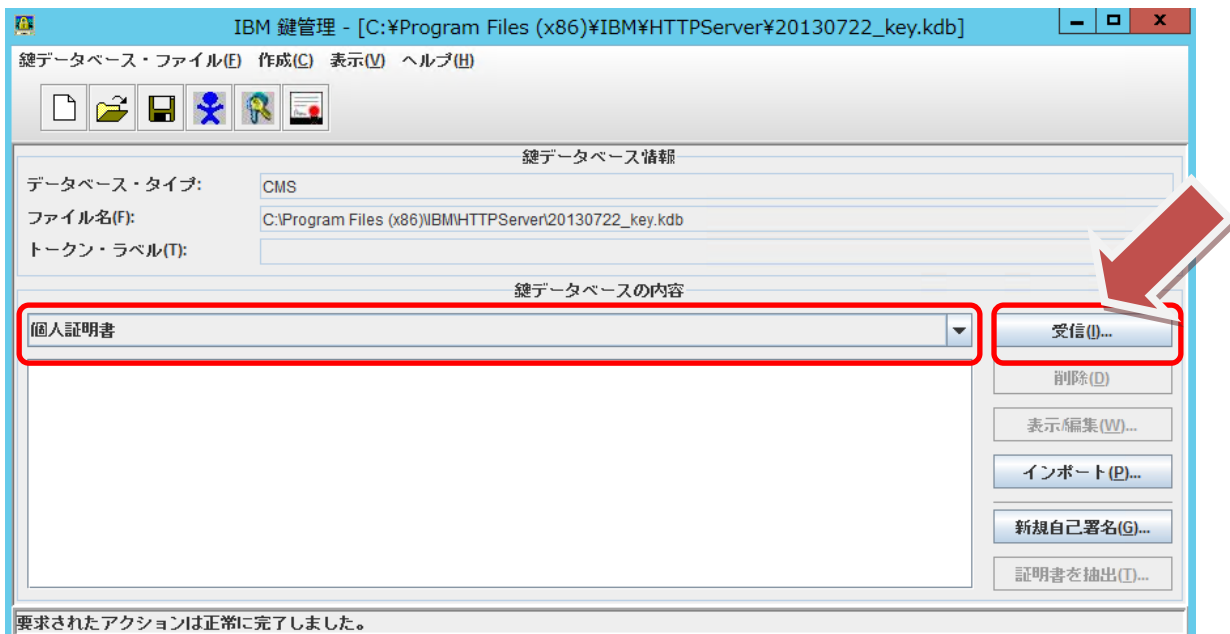 IBM 鍵管理 - [C:¥Program Files (x86)¥IBM¥HTTPServer¥20130722_key.kdb]
鍵データベース・ファイル(F) 作成(C) 表示(V) ヘルプ(H)
鍵データベース情報
データベース・タイプ: CMS
ファイル名(F): C:\Program Files (x86)\IBM\HTTPServer\20130722_key.kdb
トークン・ラベル(T):
鍵データベースの内容
個人証明書
受信(I)...
削除(D)
表示/編集(W)...
インポート(P)...
新規自己署名(G)...
証明書を抽出(T)...
要求されたアクションは正常に完了しました。